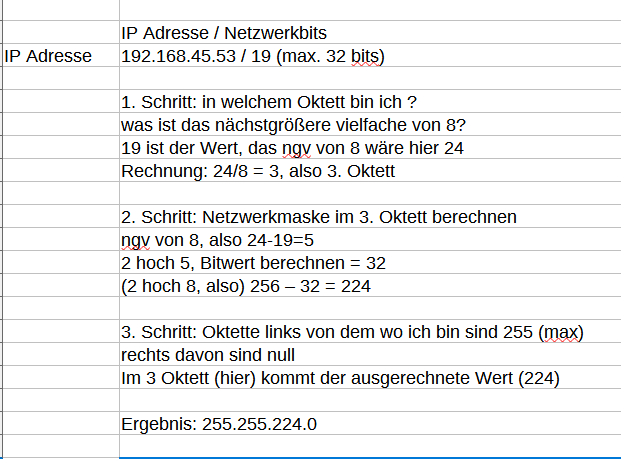 IP Adresse / Netzwerkbits
IP Adresse 192.168.45.53 / 19 (max. 32 bits)
1. Schritt: in welchem Oktett bin ich ?
was ist das nächstgrößere vielfache von 8?
19 ist der Wert, das ngv von 8 wäre hier 24
Rechnung: 24/8 = 3, also 3. Oktett
2. Schritt: Netzwerkmaske im 3. Oktett berechnen
ngv von 8, also 24-19=5
2 hoch 5, Bitwert berechnen = 32
(2 hoch 8, also) 256 – 32 = 224
3. Schritt: Oktette links von dem wo ich bin sind 255 (max)
rechts davon sind null
Im 3 Oktett (hier) kommt der ausgerechnete Wert (224)
Ergebnis: 255.255.224.0